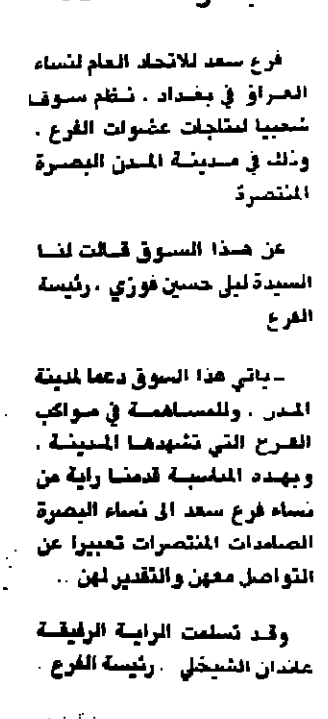 فرع سعد للاتحاد العام لنساء
العراق في بغداد . نظم سوقا
شعبيا لمنتجات عضوات الفرع .
وذلك في مدينة المدن البصرة
المنتصرة
عن هذا السوق قالت لنا
السيدة ليلى حسين فوزي . رئيسة
الفرع
ـ ياتي هذا السوق دعما لمدينة
المدن . وللمساهمة في مواكب
الفرح التي تشهدها المدينة .
وبهذه المناسبة قدمنا راية من
نساء فرع سعد الى نساء البصرة
الصامدات المنتصرات تعبيرا عن
التواصل معهن والتقدير لهن ..
وقد تسلمت الراية الرفيقة
الشيخلي . رئيسة الفرع .